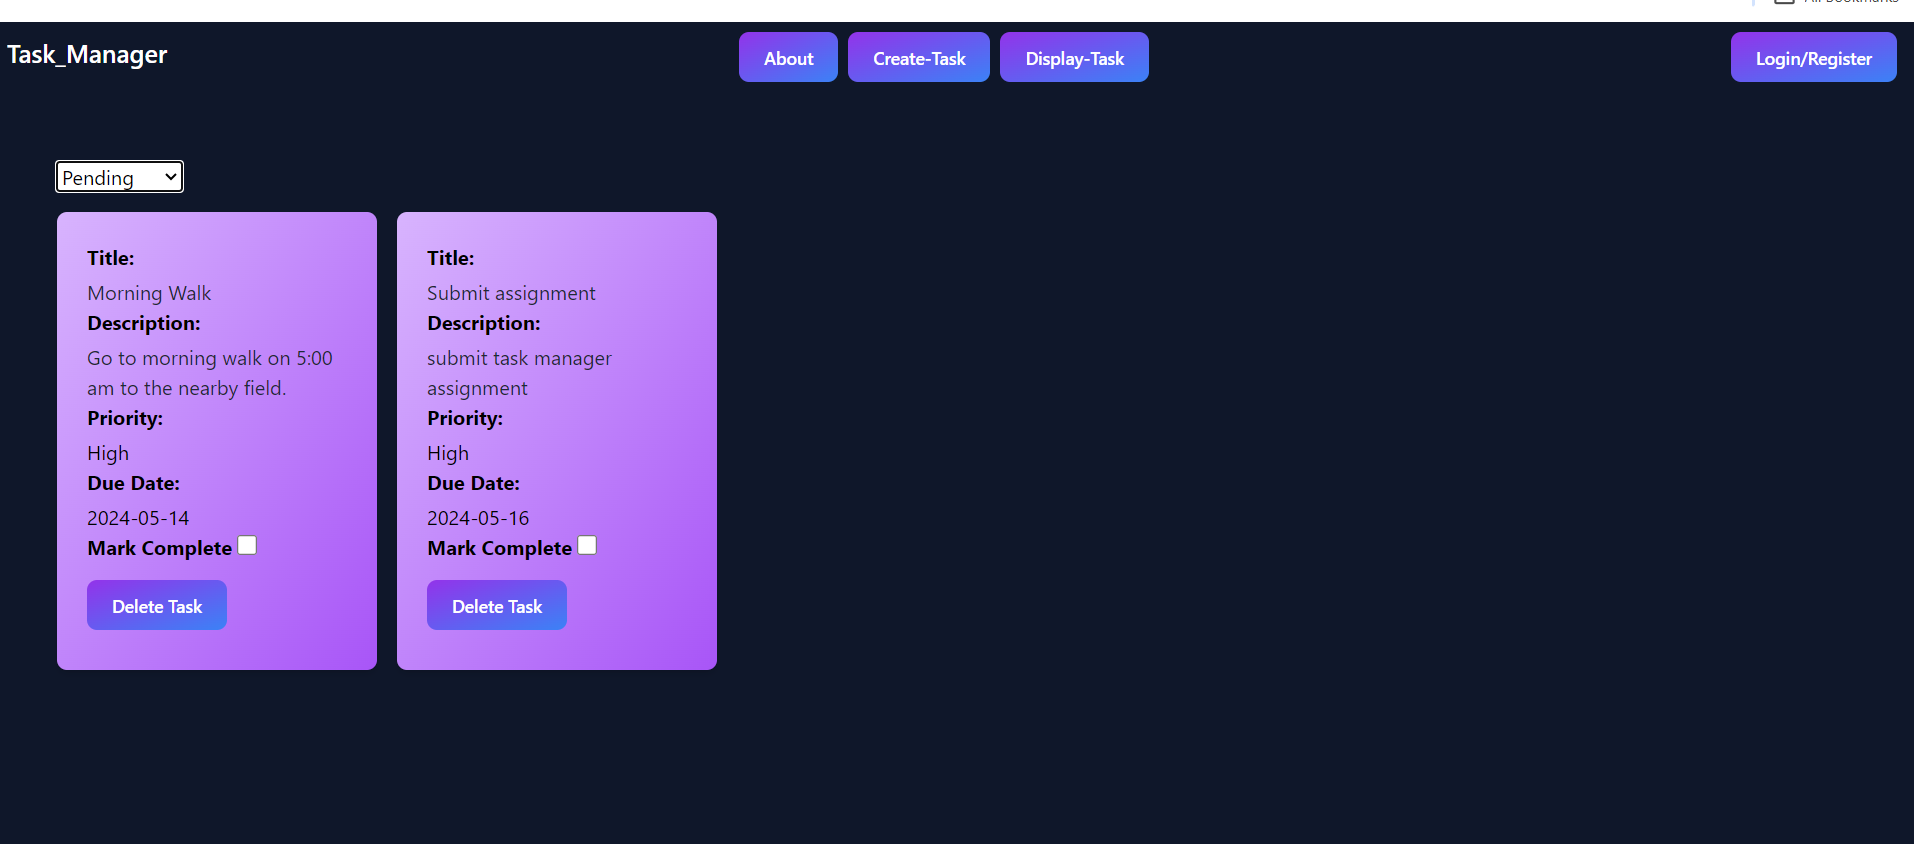 All Bookmarks
Task_Manager
About
Create-Task
Display-Task
Login/Register
Pending
Title:
Morning Walk
Description:
Go to morning walk on 5:00
am to the nearby field.
Priority:
High
Due Date:
2024-05-14
Mark Complete
Delete Task
Title:
Submit assignment
Description:
submit task manager
assignment
Priority:
High
Due Date:
2024-05-16
Mark Complete
Delete Task